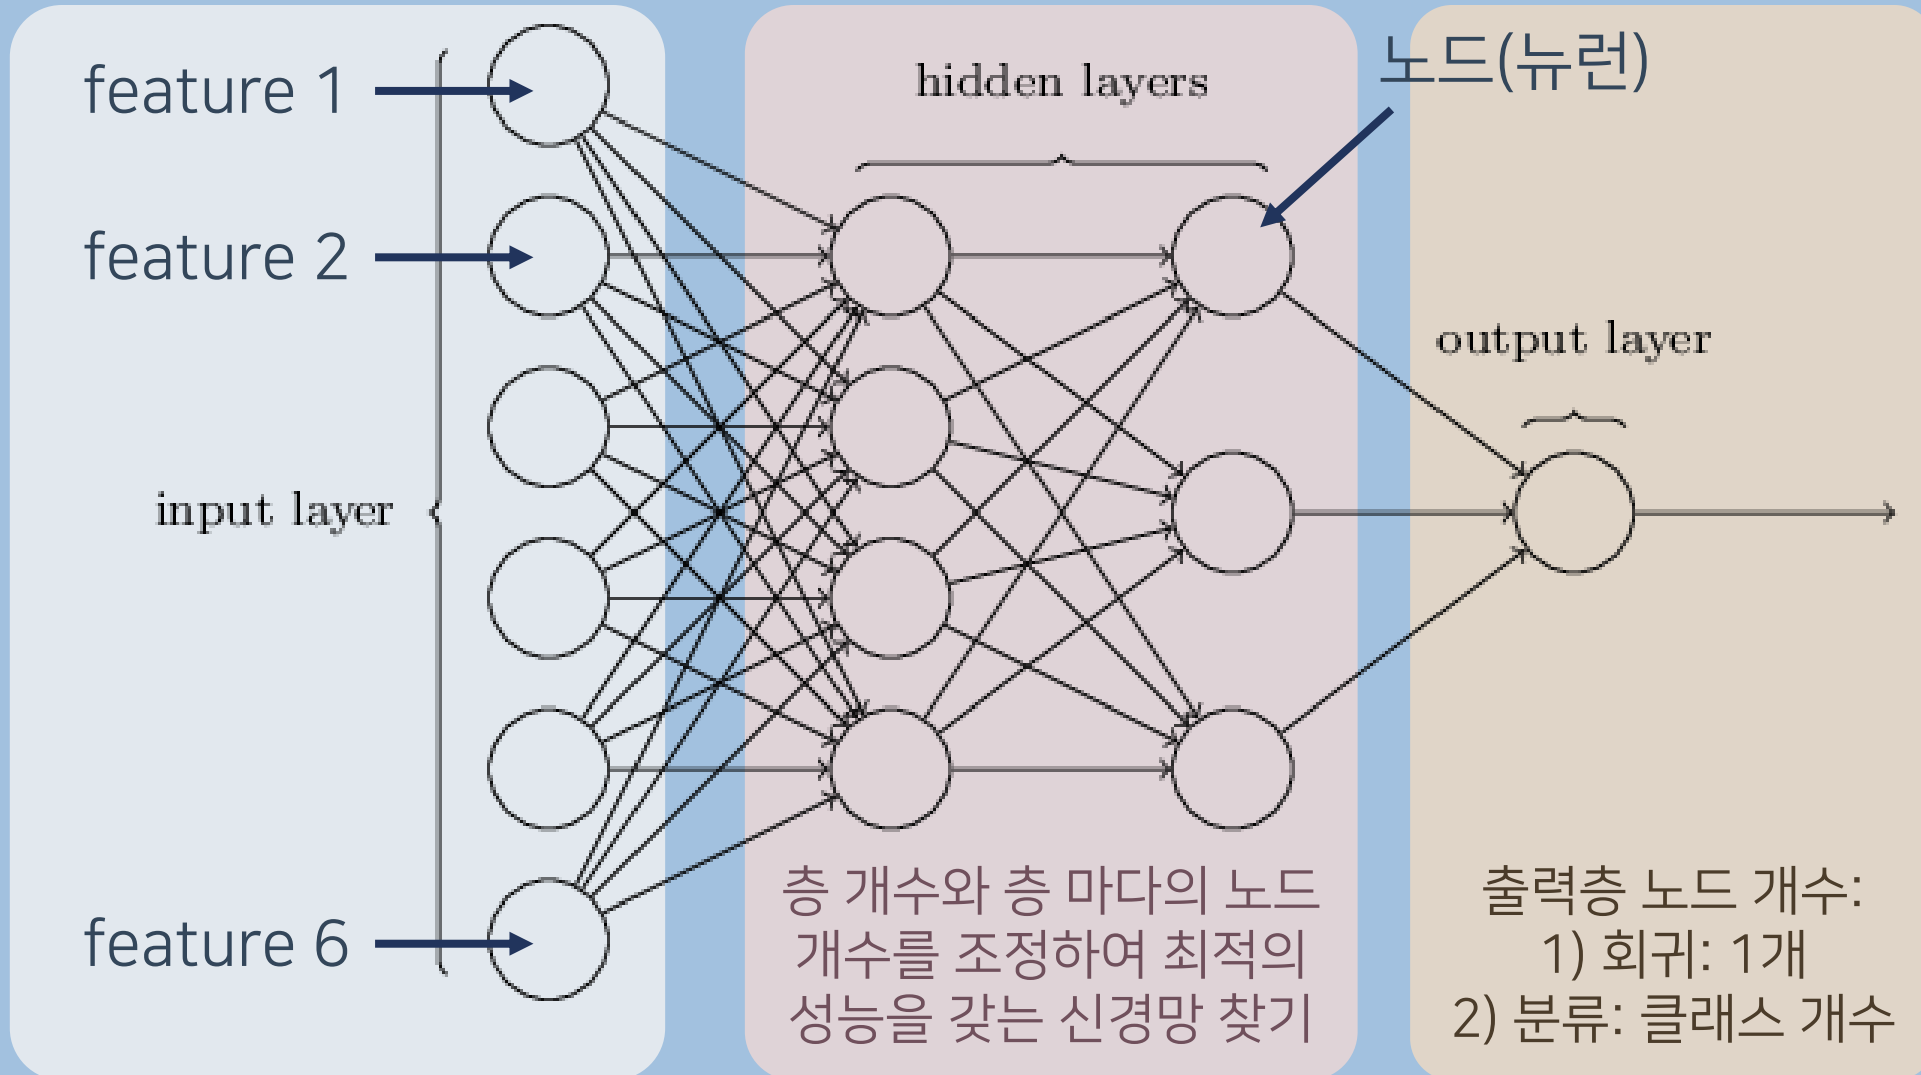 feature 1
feature 2
input layer
feature 6
hidden layers
층 개수와 층 마다의 노드
개수를 조정하여 최적의
성능을 갖는 신경망 찾기
노드(뉴런)
output layer
출력층 노드 개수:
1) 회귀: 1개
2) 분류: 클래스 개수